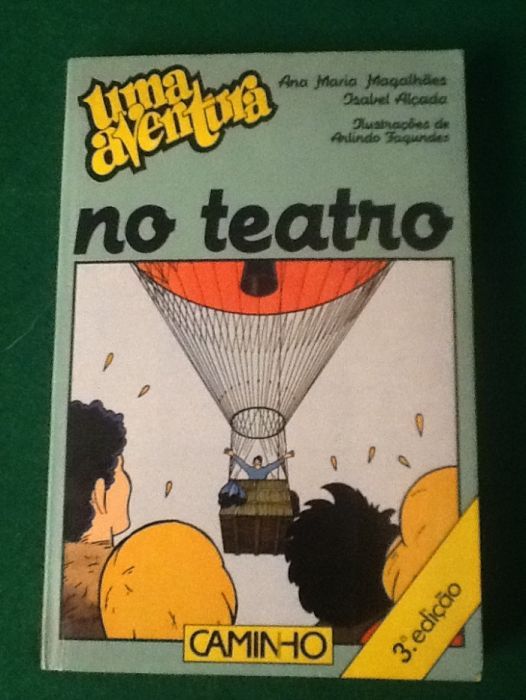 uma
aventura
Ana Maria Magalhães
Isabel Alçada
Ilustrações de
Arlindo Fagundes
no teatro
CAMINHO
3.ª edição